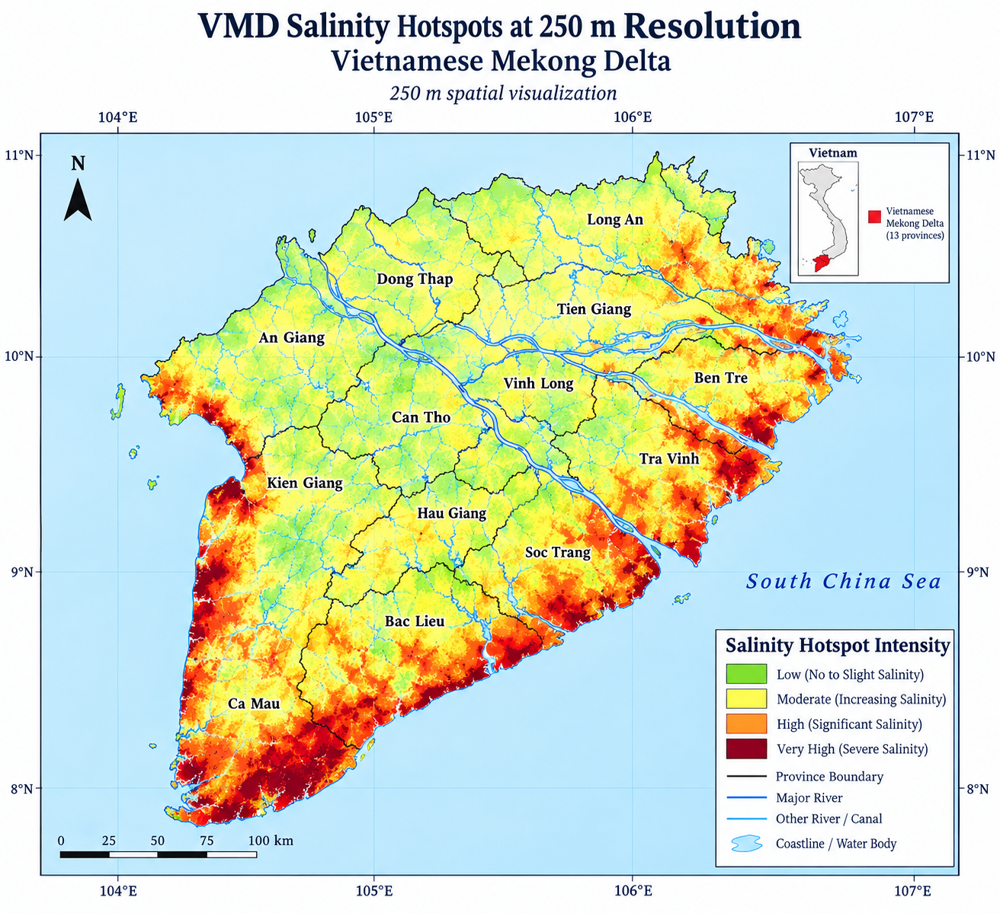 VMD Salinity Hotspots at 250 m Resolution
Vietnamese Mekong Delta
250 m spatial visualization
104°E 105°E 106°E 107°E
11°N 11°N
N
Vietnam
Vietnamese
Mekong Delta
(13 provinces)
Long An
Dong Thap
Tien Giang
An Giang
10°N 10°N
Ben Tre
Vinh Long
Can Tho
Tra Vinh
Kien Giang
Hau Giang
Soc Trang
9°N 9°N
South China Sea
Bac Lieu
Ca Mau
Salinity Hotspot Intensity
Low (No to Slight Salinity)
Moderate (Increasing Salinity)
High (Significant Salinity)
Very High (Severe Salinity)
Province Boundary
Major River
Other River / Canal
Coastline / Water Body
8°N 8°N
0 25 50 75 100 km
104°E 105°E 106°E 107°E